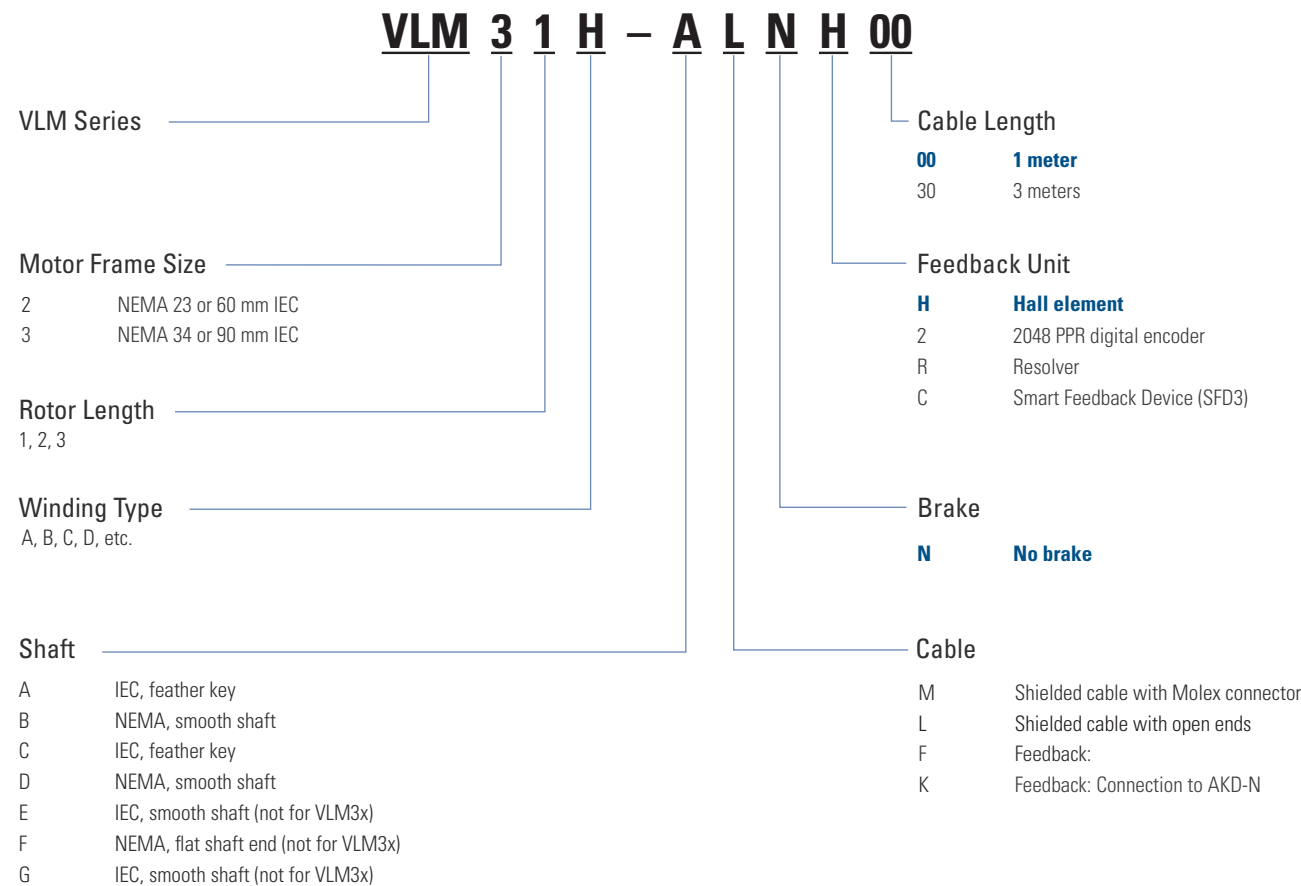 VLM 3 1 H – A L N H 00
VLM Series
Motor Frame Size
2 NEMA 23 or 60 mm IEC
3 NEMA 34 or 90 mm IEC
Rotor Length
1, 2, 3
Winding Type
A, B, C, D, etc.
Shaft
A IEC, feather key
B NEMA, smooth shaft
C IEC, feather key
D NEMA, smooth shaft
E IEC, smooth shaft (not for VLM3x)
F NEMA, flat shaft end (not for VLM3x)
G IEC, smooth shaft (not for VLM3x)
Cable Length
00 1 meter
30 3 meters
Feedback Unit
H Hall element
2 2048 PPR digital encoder
R Resolver
C Smart Feedback Device (SFD3)
Brake
N No brake
Cable
M Shielded cable with Molex connector
L Shielded cable with open ends
F Feedback:
K Feedback: Connection to AKD-N